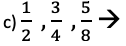 c) 1/2 , 3/4 , 5/8 →